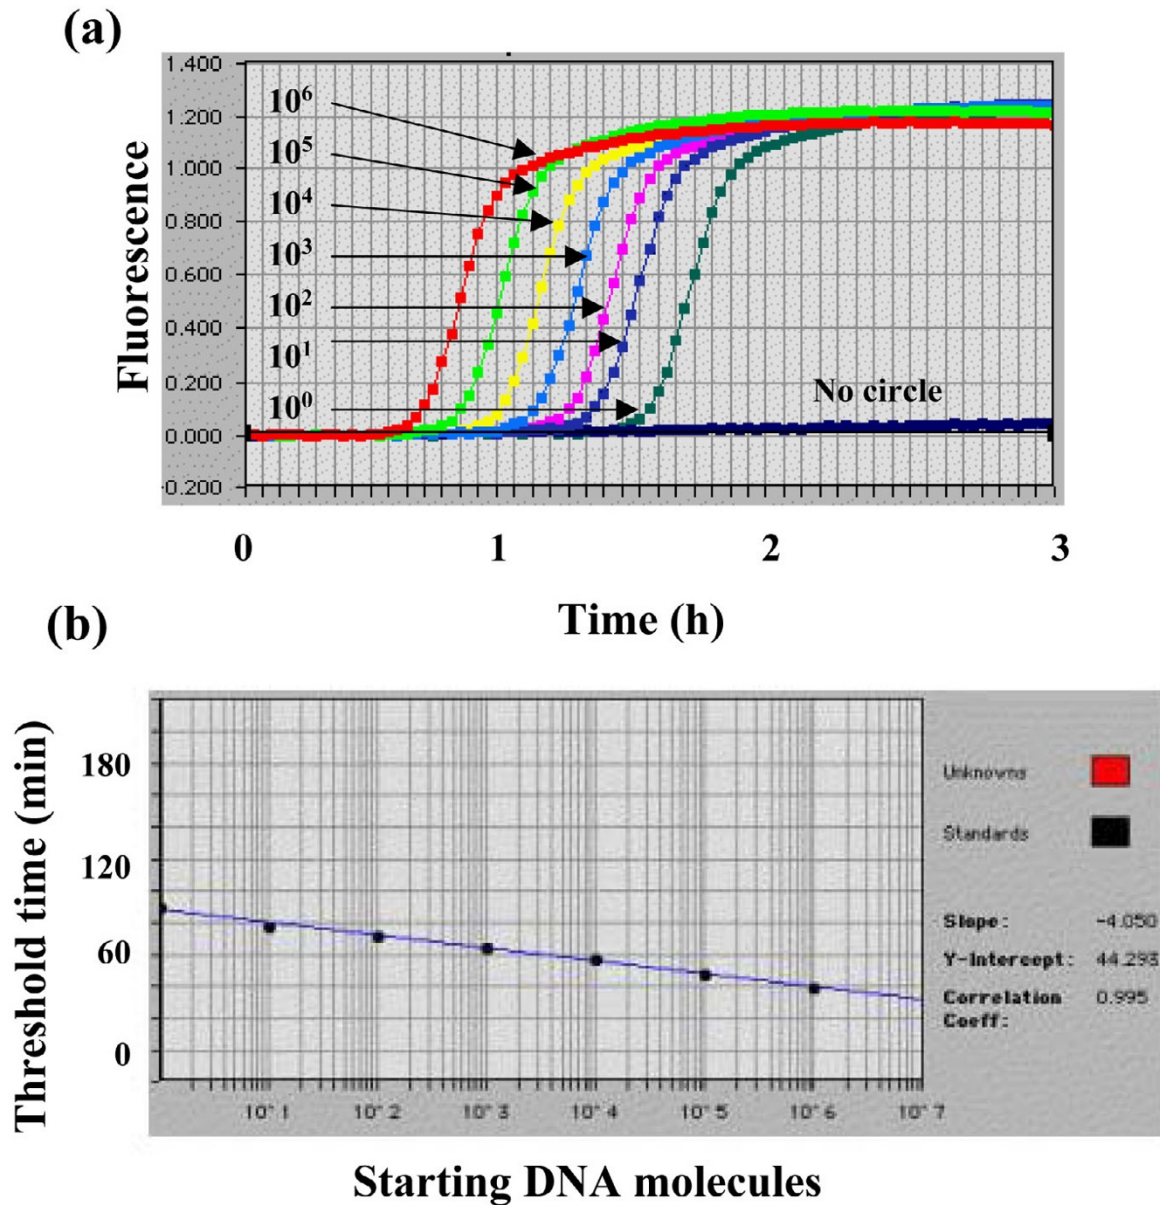 (a)
1.400
1.200
1.000
0.800
0.600
0.400
0.200
0.000
-0.200
Fluorescence
10⁶
10⁵
10⁴
10³
10²
10¹
10⁰
No circle
0 1 2 3
Time (h)
(b)
Threshold time (min)
180
120
60
0
10^1 10^2 10^3 10^4 10^5 10^6 10^7
Starting DNA molecules
Unknowns
Standards
Slope: -4.050
Y-Intercept: 44.293
Correlation 0.995
Coeff: